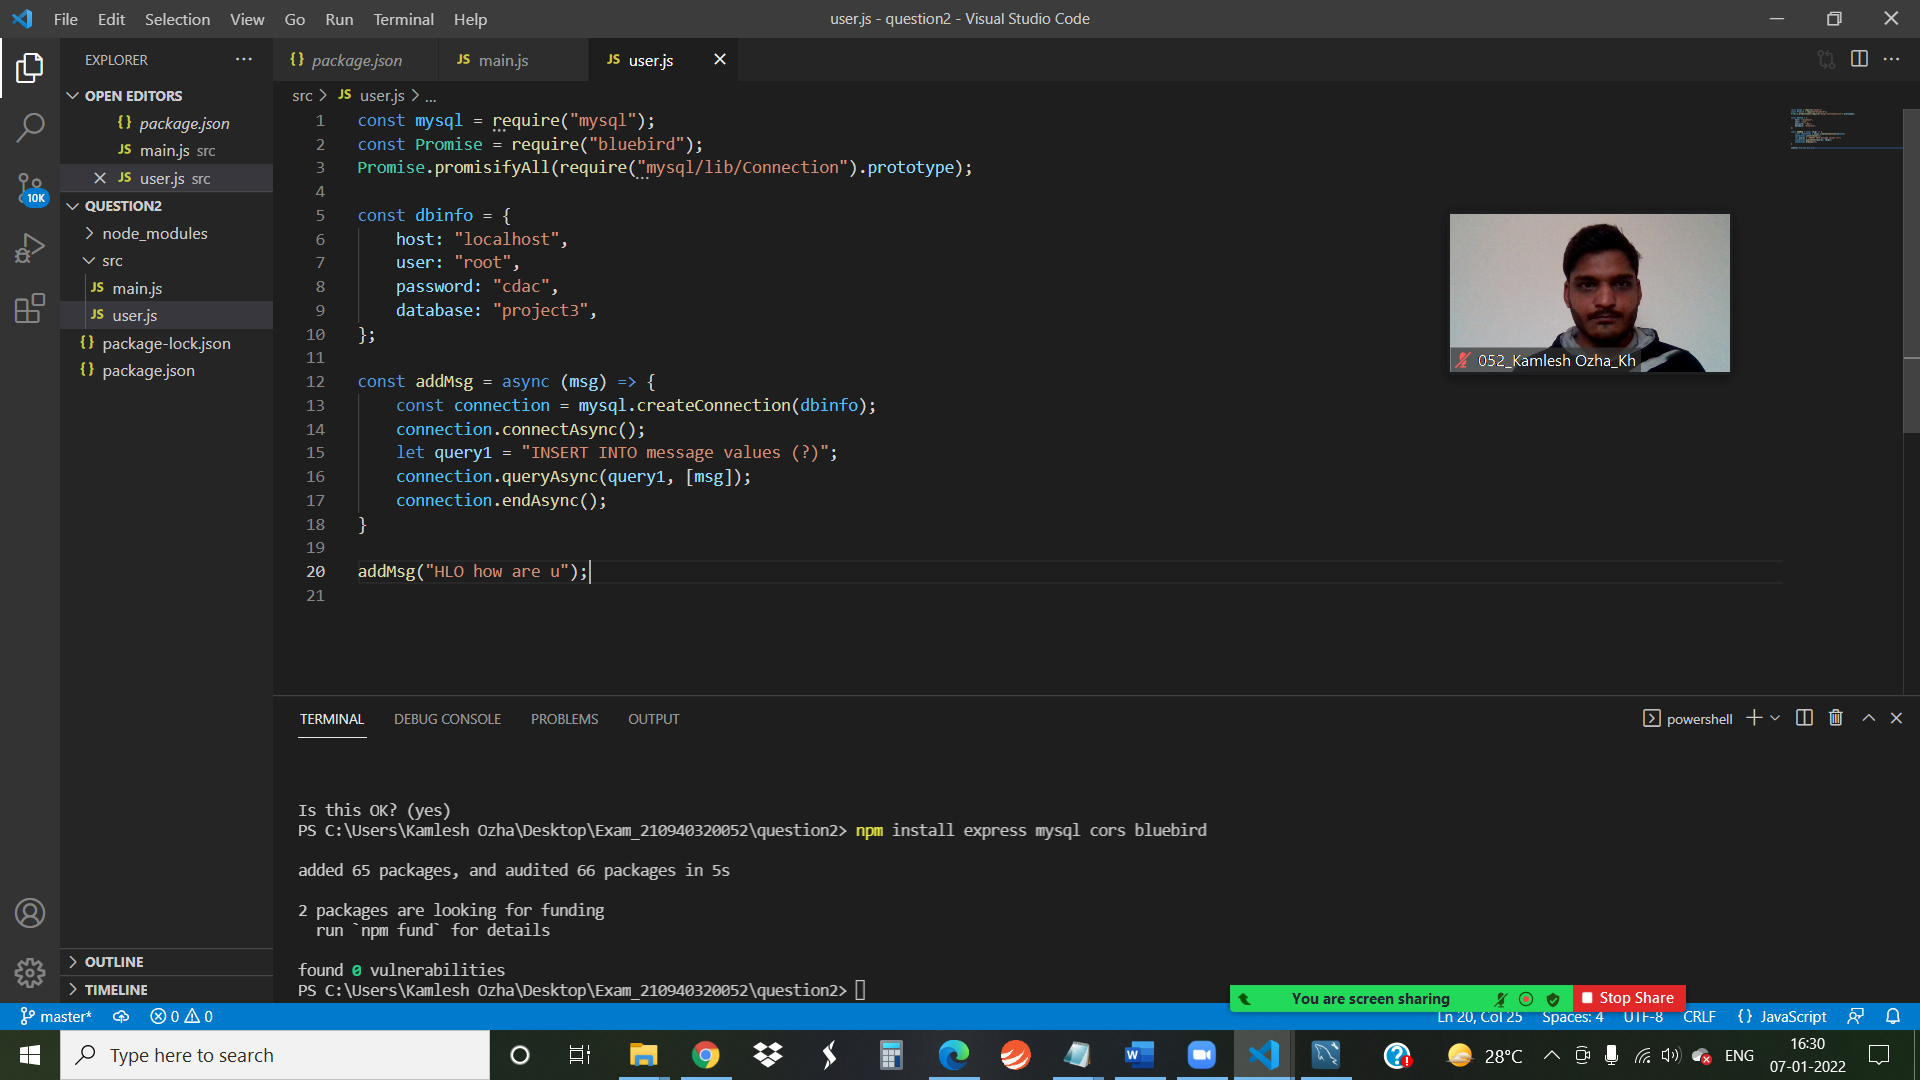 File Edit Selection View Go Run Terminal Help
user.js - question2 - Visual Studio Code
EXPLORER
OPEN EDITORS
{} package.json
JS main.js src
JS user.js src
10K
QUESTION2
node_modules
src
JS main.js
JS user.js
{} package-lock.json
{} package.json
OUTLINE
TIMELINE
{} package.json
JS main.js
JS user.js
src > JS user.js > ...
1 const mysql = require("mysql");
2 const Promise = require("bluebird");
3 Promise.promisifyAll(require("mysql/lib/Connection").prototype);
4
5 const dbinfo = {
6 host: "localhost",
7 user: "root",
8 password: "cdac",
9 database: "project3",
10 };
11
12 const addMsg = async (msg) => {
13 const connection = mysql.createConnection(dbinfo);
14 connection.connectAsync();
15 let query1 = "INSERT INTO message values (?)";
16 connection.queryAsync(query1, [msg]);
17 connection.endAsync();
18 }
19
20 addMsg("HLO how are u");
21
052_Kamlesh Ozha_Kh
TERMINAL DEBUG CONSOLE PROBLEMS OUTPUT
powershell
Is this OK? (yes)
PS C:\Users\Kamlesh Ozha\Desktop\Exam_210940320052\question2> npm install express mysql cors bluebird
added 65 packages, and audited 66 packages in 5s
2 packages are looking for funding
run `npm fund` for details
found 0 vulnerabilities
PS C:\Users\Kamlesh Ozha\Desktop\Exam_210940320052\question2>
You are screen sharing
Stop Share
master* 0 0
Ln 20, Col 25 Spaces: 4 UTF-8 CRLF {} JavaScript
Type here to search
28°C
ENG
16:30
07-01-2022